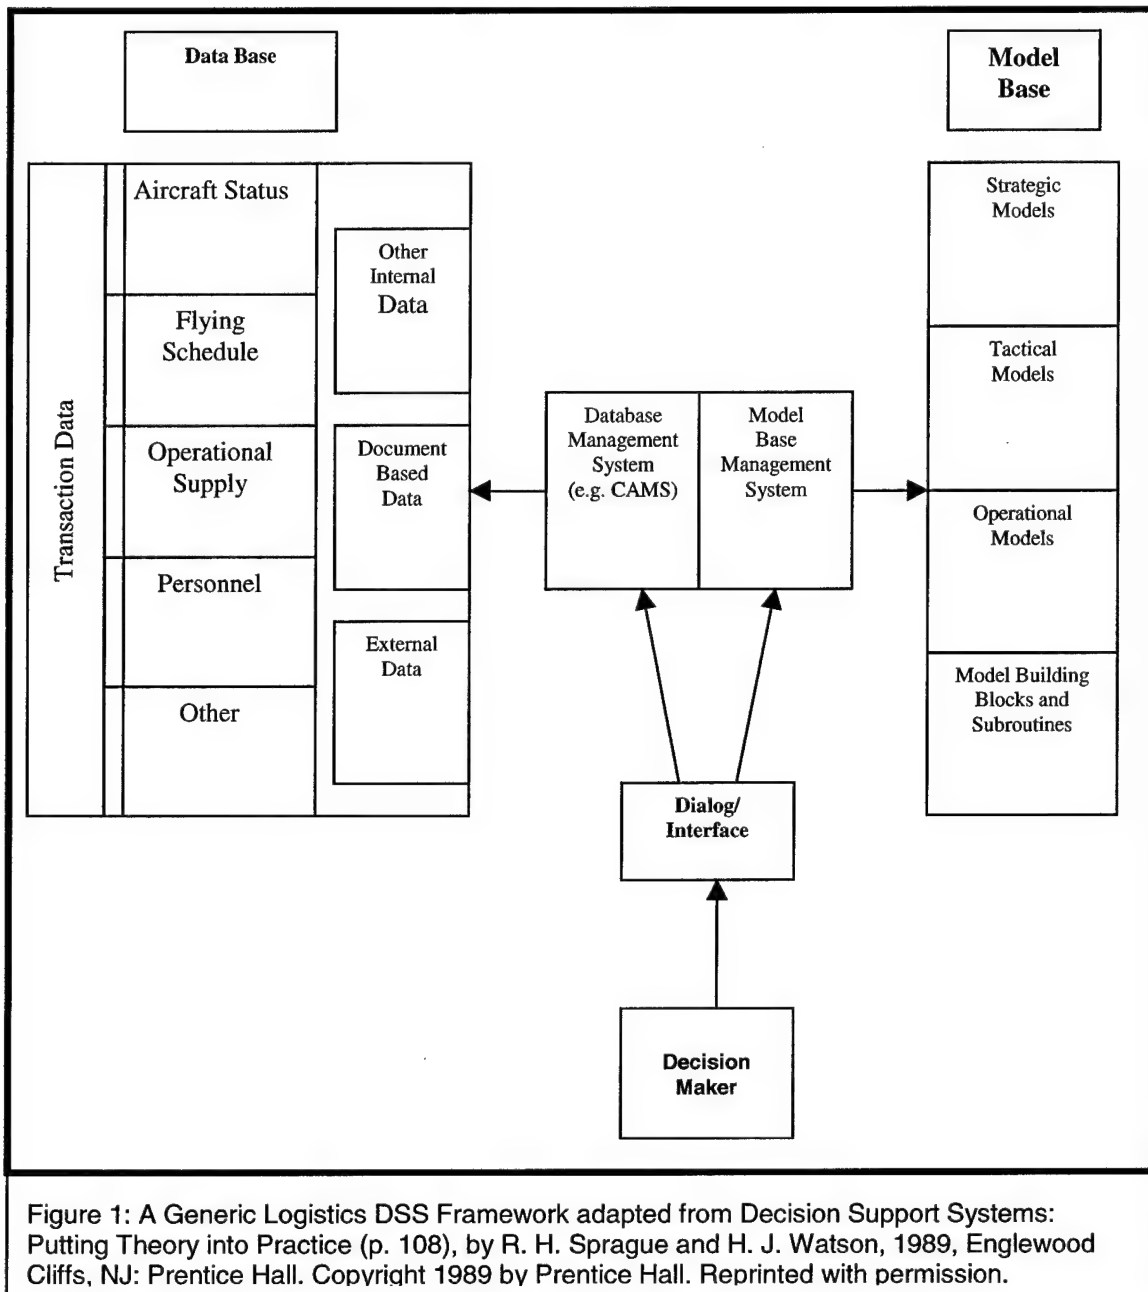 Data Base
Model
Base
Transaction Data
Aircraft Status
Flying
Schedule
Operational
Supply
Personnel
Other
Other
Internal
Data
Document
Based
Data
External
Data
Database
Management
System
(e.g. CAMS)
Model
Base
Management
System
Strategic
Models
Tactical
Models
Operational
Models
Model Building
Blocks and
Subroutines
Dialog/
Interface
Decision
Maker
Figure 1: A Generic Logistics DSS Framework adapted from Decision Support Systems:
Putting Theory into Practice (p. 108), by R. H. Sprague and H. J. Watson, 1989, Englewood
Cliffs, NJ: Prentice Hall. Copyright 1989 by Prentice Hall. Reprinted with permission.